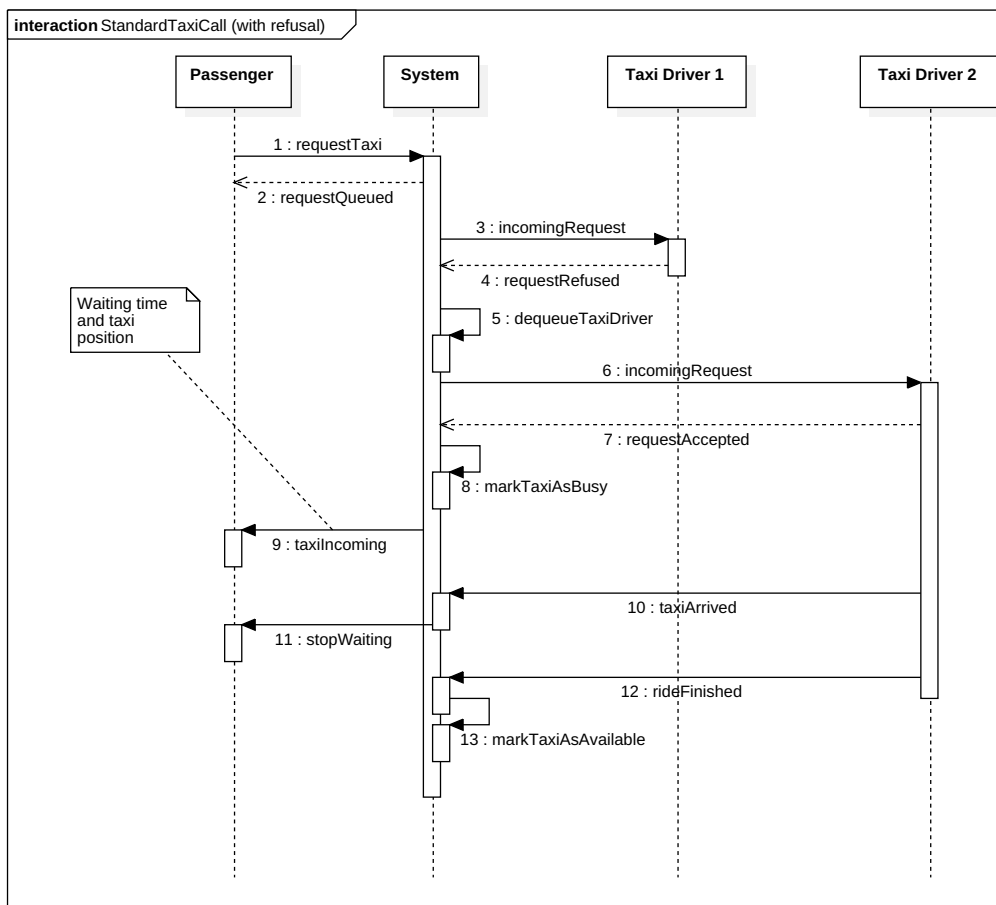 interaction StandardTaxiCall (with refusal)
Passenger
System
Taxi Driver 1
Taxi Driver 2
1 : requestTaxi
2 : requestQueued
3 : incomingRequest
4 : requestRefused
Waiting time
and taxi
position
5 : dequeueTaxiDriver
6 : incomingRequest
7 : requestAccepted
8 : markTaxiAsBusy
9 : taxiIncoming
10 : taxiArrived
11 : stopWaiting
12 : rideFinished
13 : markTaxiAsAvailable